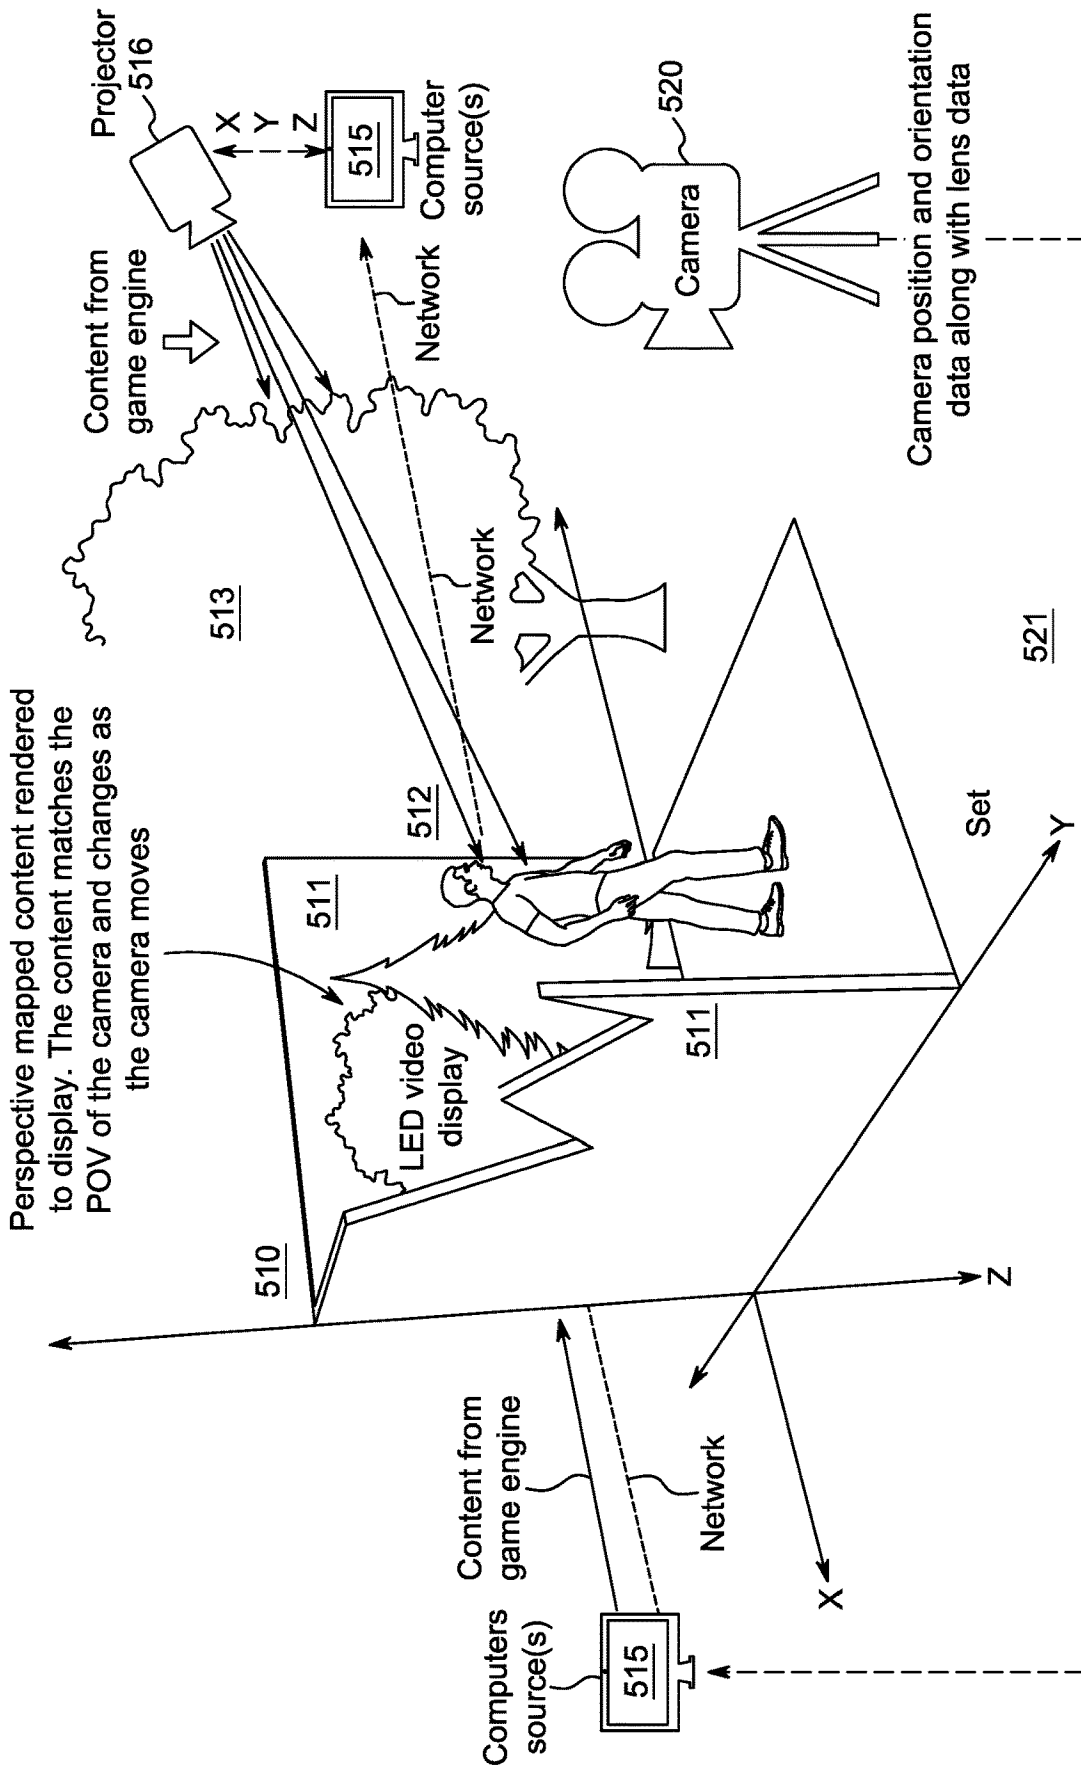 Perspective mapped content rendered
to display. The content matches the
POV of the camera and changes as
the camera moves
510
511
LED video
display
511
512
513
Content from
game engine
Projector
516
X
Y
Z
515
Computer
source(s)
Network
Network
Computers
source(s)
515
Content from
game engine
Network
X
Z
Y
Set
521
Camera
520
Camera position and orientation
data along with lens data